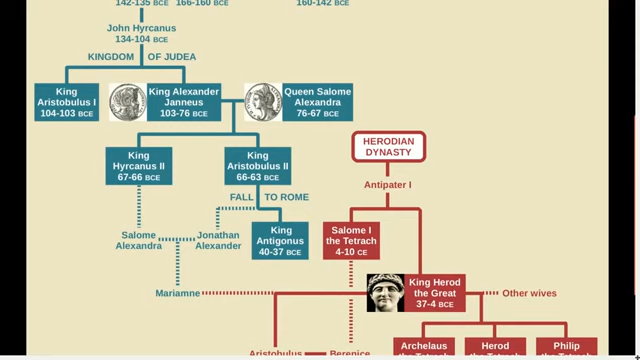 142-135 BCE 166-160 BCE 160-142 BCE
John Hyrcanus
134-104 BCE
KINGDOM OF JUDEA
King
Aristobulus I
104-103 BCE
King Alexander
Janneus
103-76 BCE
Queen Salome
Alexandra
76-67 BCE
HERODIAN
DYNASTY
King
Hyrcanus II
67-66 BCE
King
Aristobulus II
66-63 BCE
Antipater I
FALL TO ROME
Salome
Alexandra
Jonathan
Alexander
King
Antigonus
40-37 BCE
Salome I
the Tetrach
4-10 CE
Mariamne
King Herod
the Great
37-4 BCE
Other wives
Aristobulus
Berenice
Archelaus
Herod
Philip